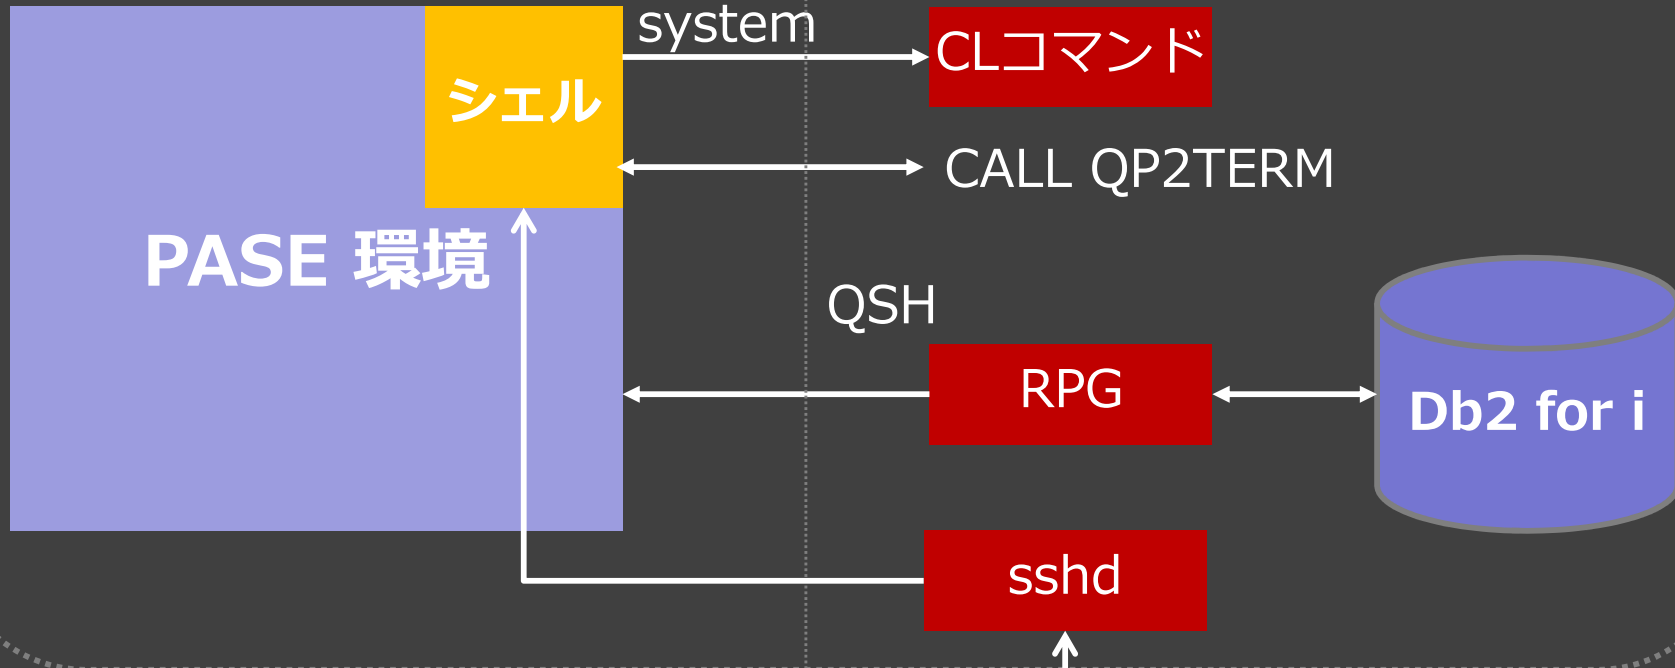 system
CLコマンド
シェル
CALL QP2TERM
PASE 環境
QSH
RPG
Db2 for i
sshd